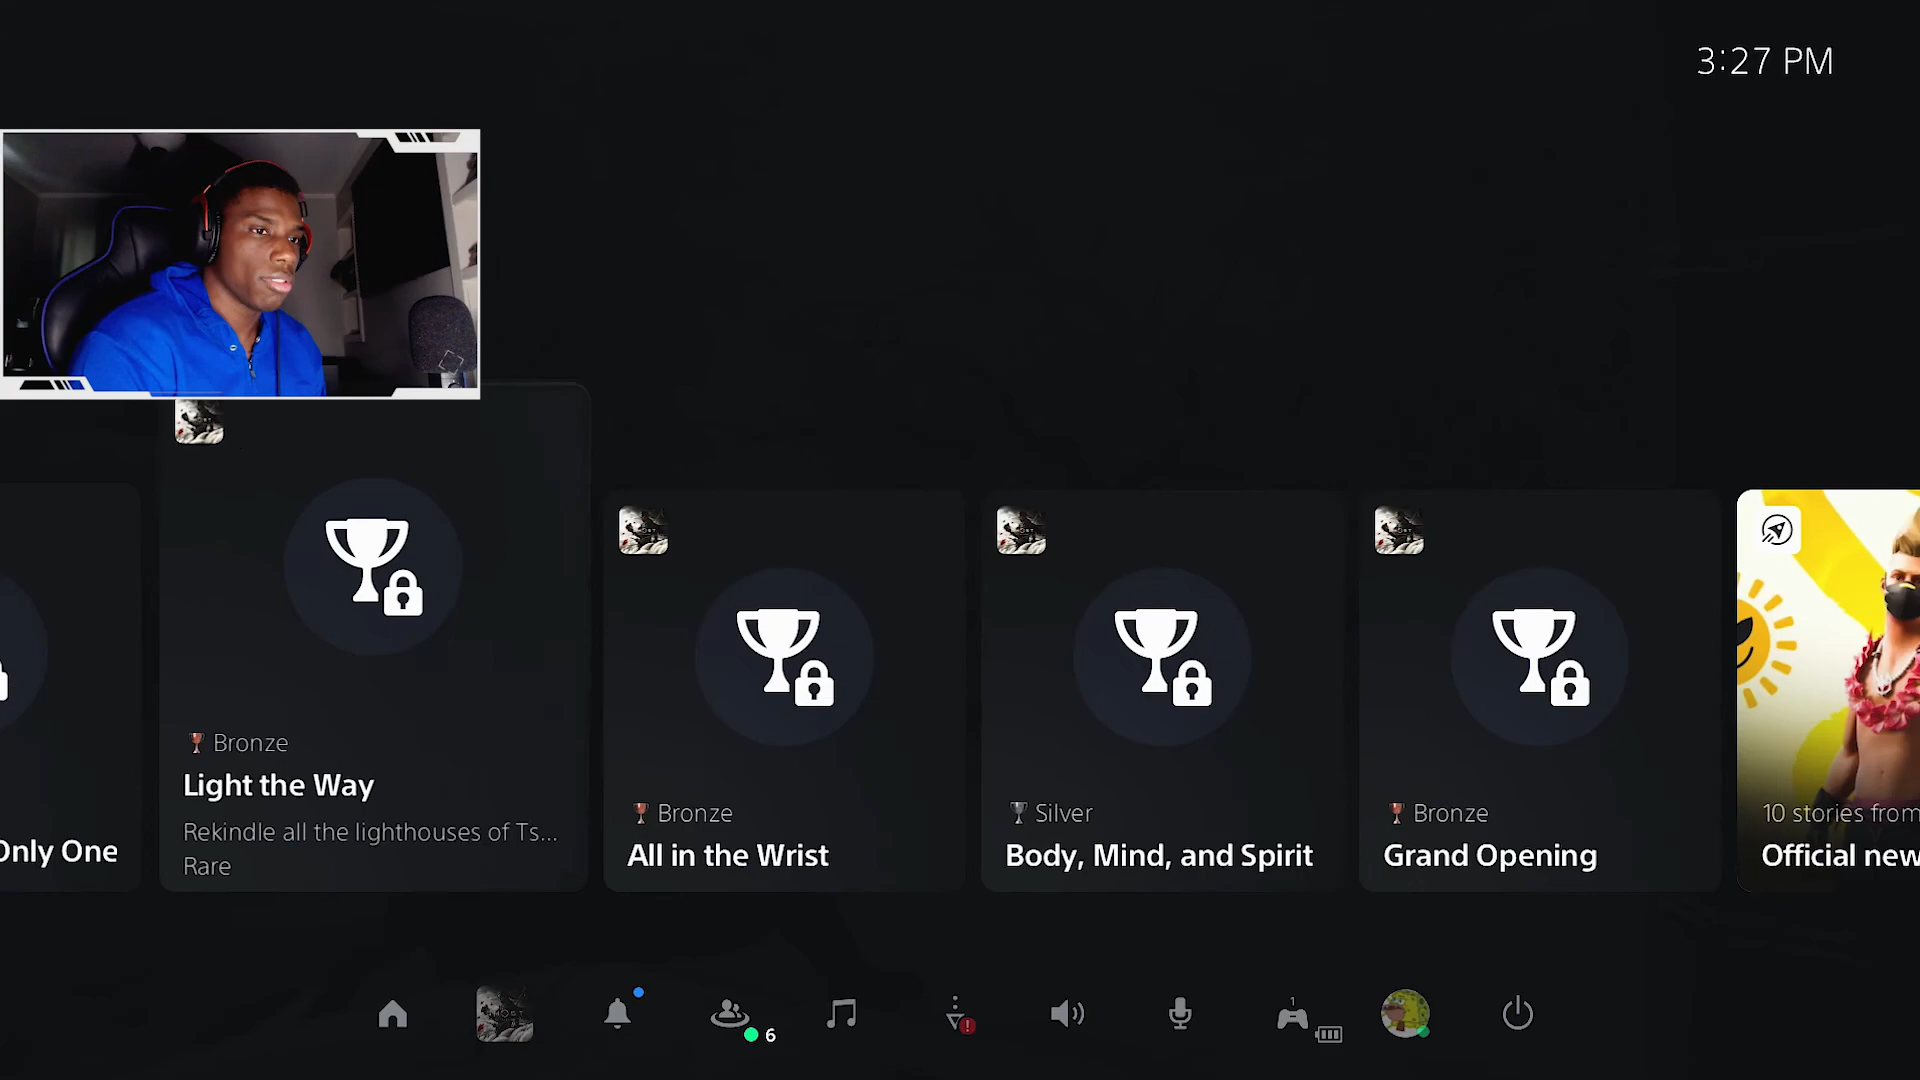 3:27 PM
Bronze
Light the Way
Rekindle all the lighthouses of Ts...
Rare
Only One
Bronze
All in the Wrist
Silver
Body, Mind, and Spirit
Bronze
Grand Opening
10 stories from
Official new
6
1